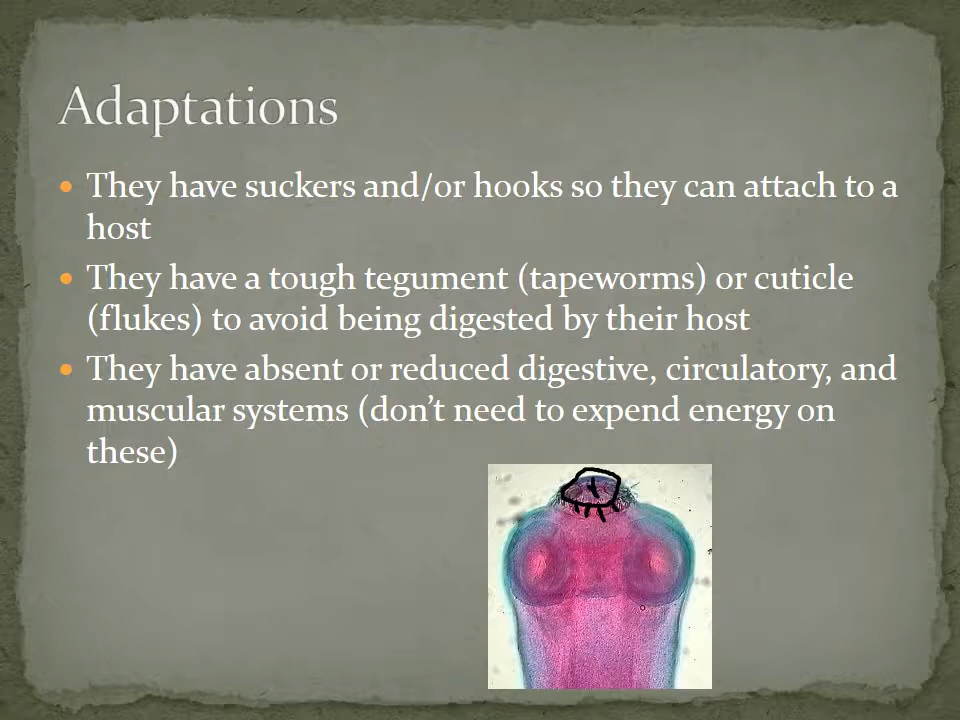 Adaptations
They have suckers and/or hooks so they can attach to a
host
They have a tough tegument (tapeworms) or cuticle
(flukes) to avoid being digested by their host
They have absent or reduced digestive, circulatory, and
muscular systems (don’t need to expend energy on
these)